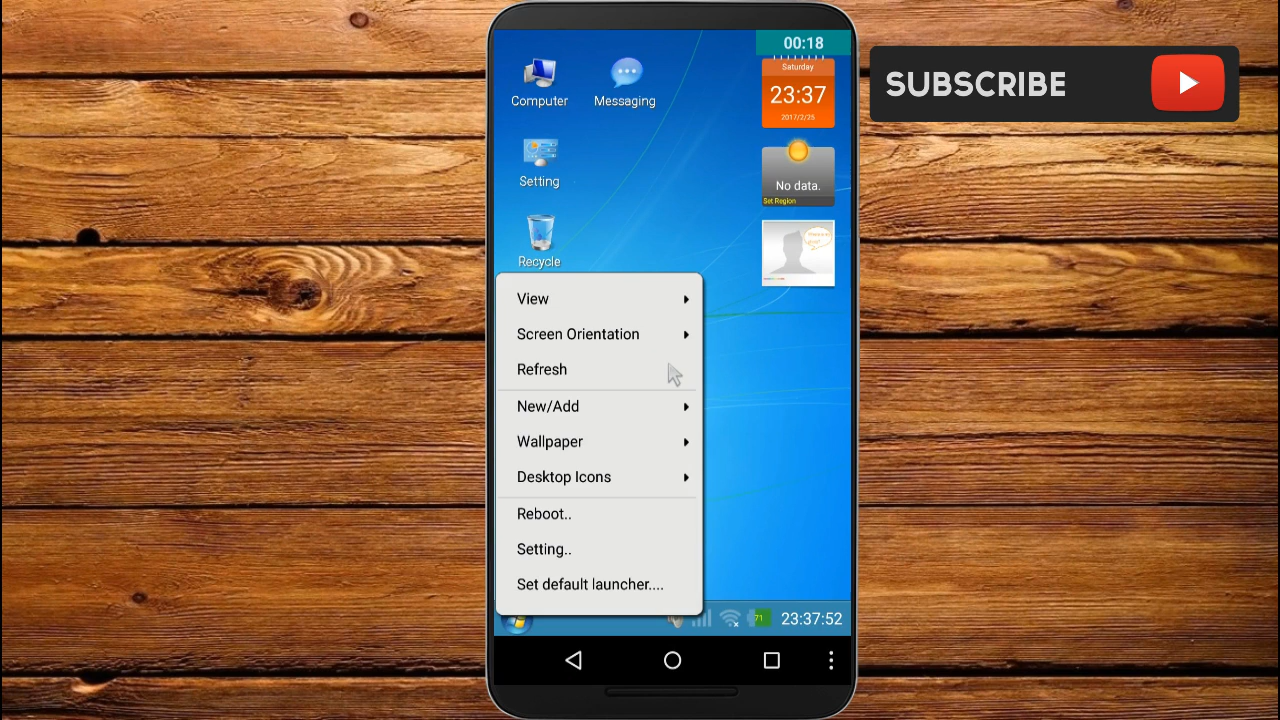 00:18
SUBSCRIBE
Saturday
23:37
2017/2/25
Computer
Messaging
Setting
No data.
Set Region
Recycle
View
Screen Orientation
Refresh
New/Add
Wallpaper
Desktop Icons
Reboot..
Setting..
Set default launcher....
71
23:37:52